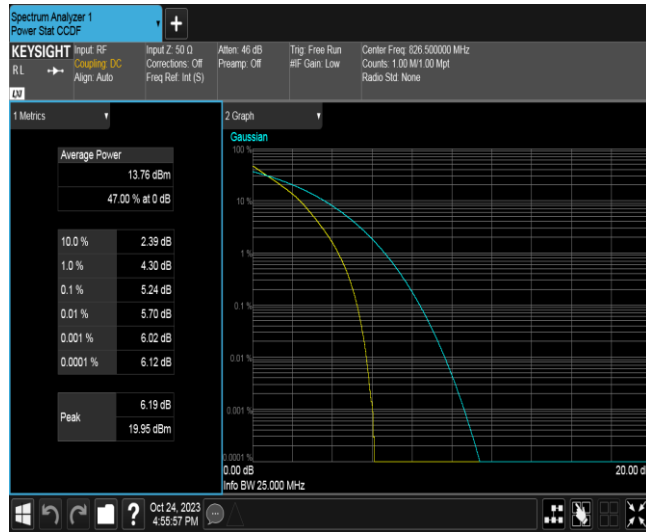 Spectrum Analyzer 1
Power Stat CCDF
+
KEYSIGHT
RL
LXI
Input: RF
Coupling: DC
Align: Auto
Input Z: 50 Ω
Corrections: Off
Freq Ref: Int (S)
Atten: 46 dB
Preamp: Off
Trig: Free Run
#IF Gain: Low
Center Freq: 826.500000 MHz
Counts: 1.00 M/1.00 Mpt
Radio Std: None
1 Metrics
Average Power
13.76 dBm
47.00 % at 0 dB
10.0 % 2.39 dB
1.0 % 4.30 dB
0.1 % 5.24 dB
0.01 % 5.70 dB
0.001 % 6.02 dB
0.0001 % 6.12 dB
Peak
6.19 dB
19.95 dBm
2 Graph
Gaussian
100 %
10 %
1 %
0.1 %
0.01 %
0.001 %
0.0001 %
0.00 dB
20.00 d
Info BW 25.000 MHz
?
Oct 24, 2023
4:55:57 PM